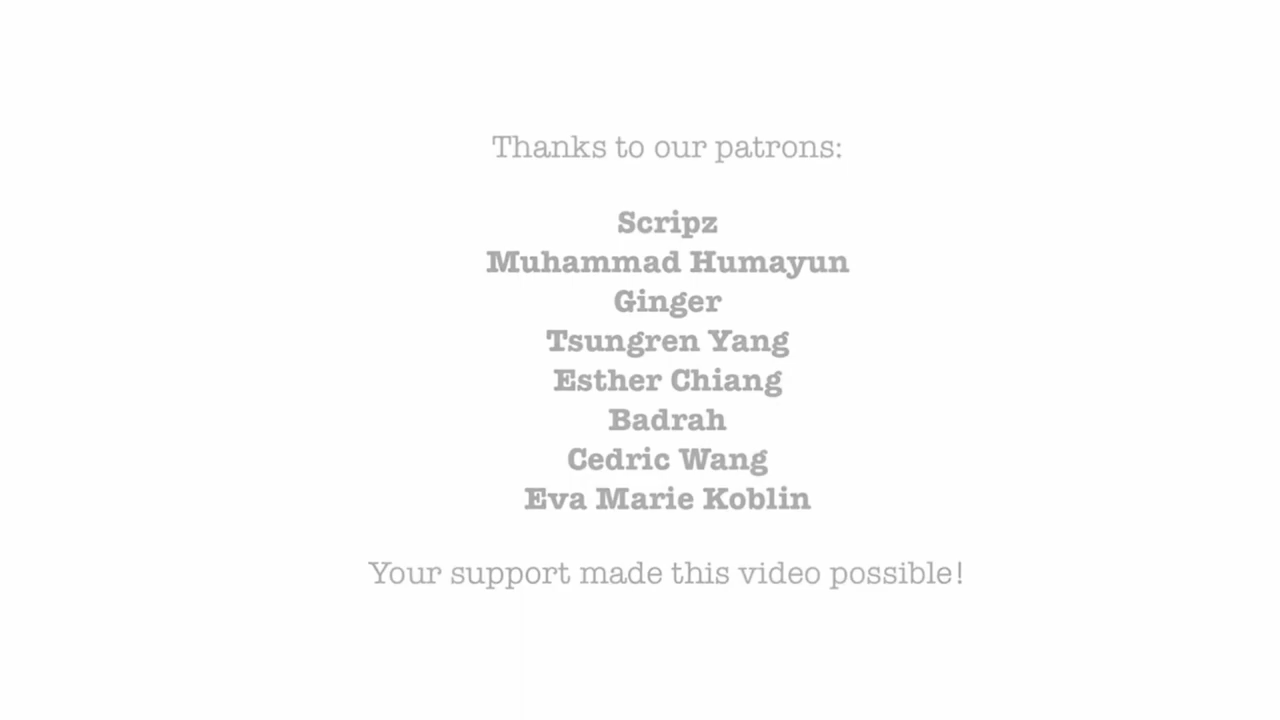 Thanks to our patrons:
Scripz
Muhammad Humayun
Ginger
Tsungren Yang
Esther Chiang
Badrah
Cedric Wang
Eva Marie Koblin
Your support made this video possible!